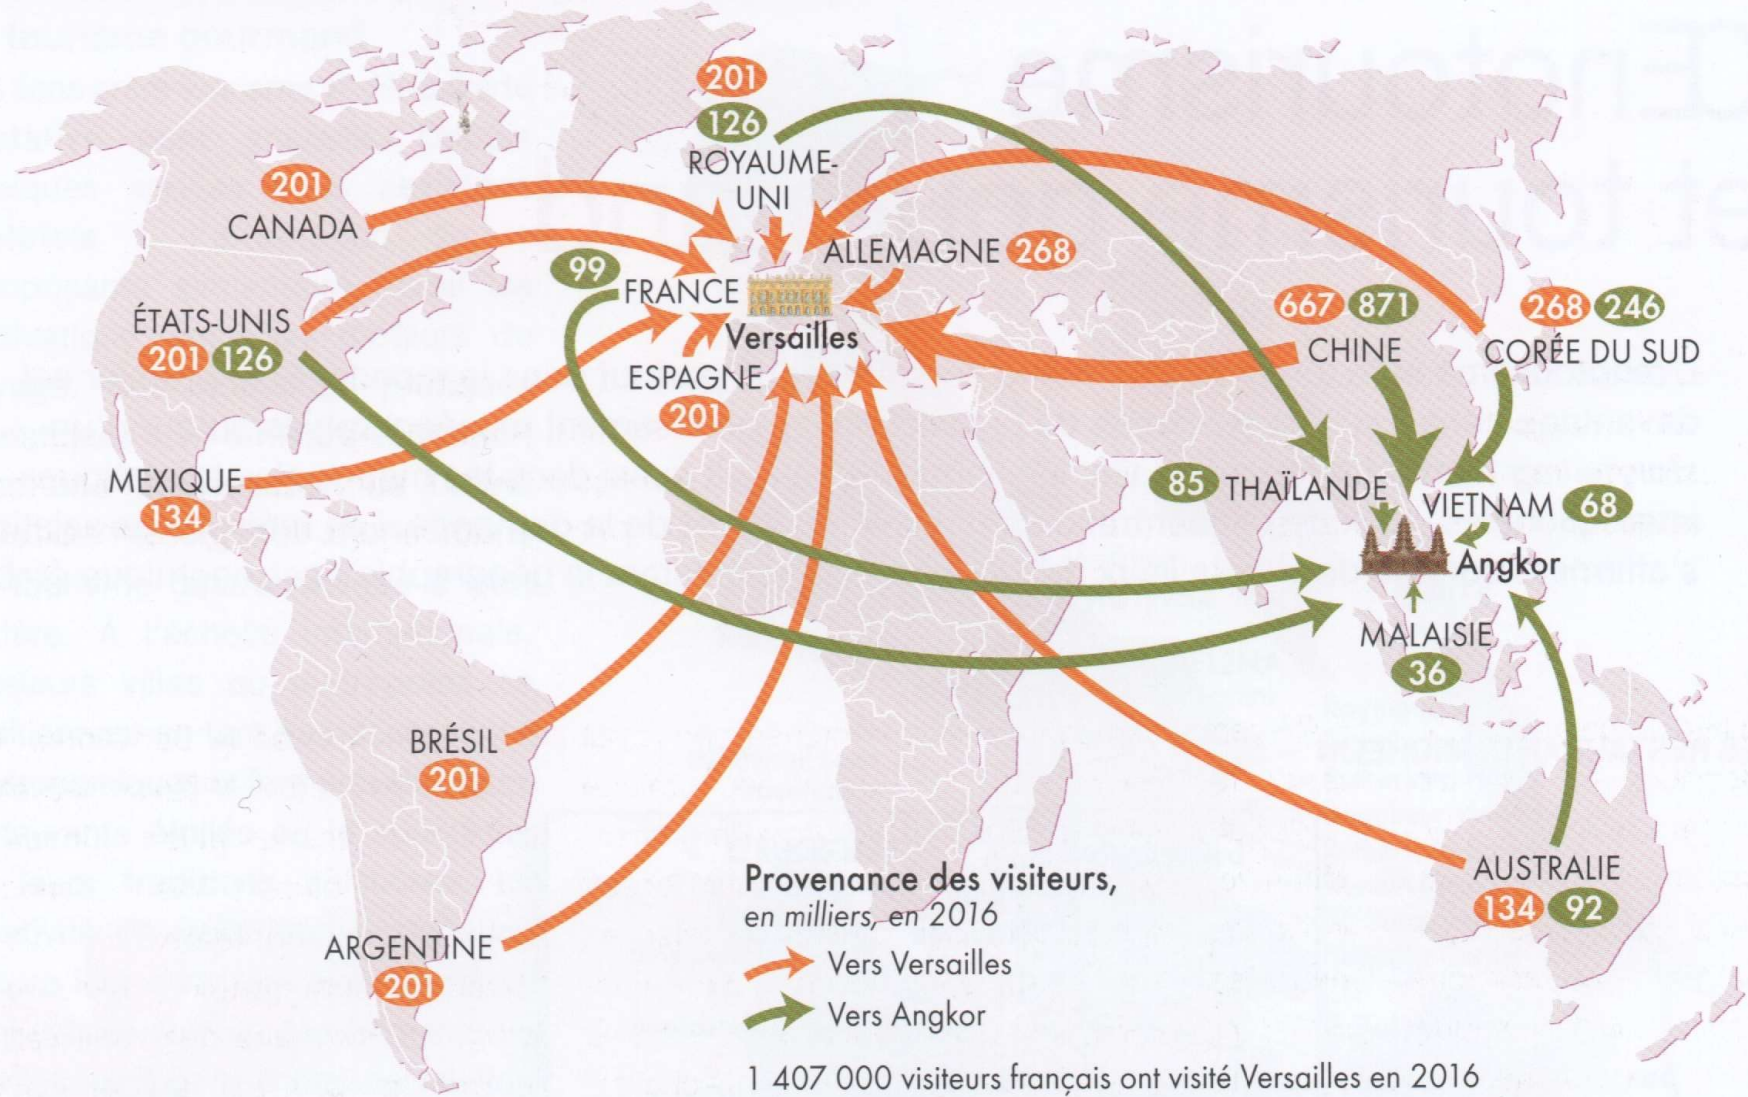 201
126
ROYAUME-
UNI
201
CANADA
ALLEMAGNE 268
99
FRANCE
667 871
268 246
ÉTATS-UNIS
201 126
Versailles
CHINE
CORÉE DU SUD
ESPAGNE
201
MEXIQUE
134
85 THAÏLANDE
VIETNAM 68
Angkor
MALAISIE
36
BRÉSIL
201
AUSTRALIE
134 92
ARGENTINE
201
Provenance des visiteurs,
en milliers, en 2016
Vers Versailles
Vers Angkor
1 407 000 visiteurs français ont visité Versailles en 2016